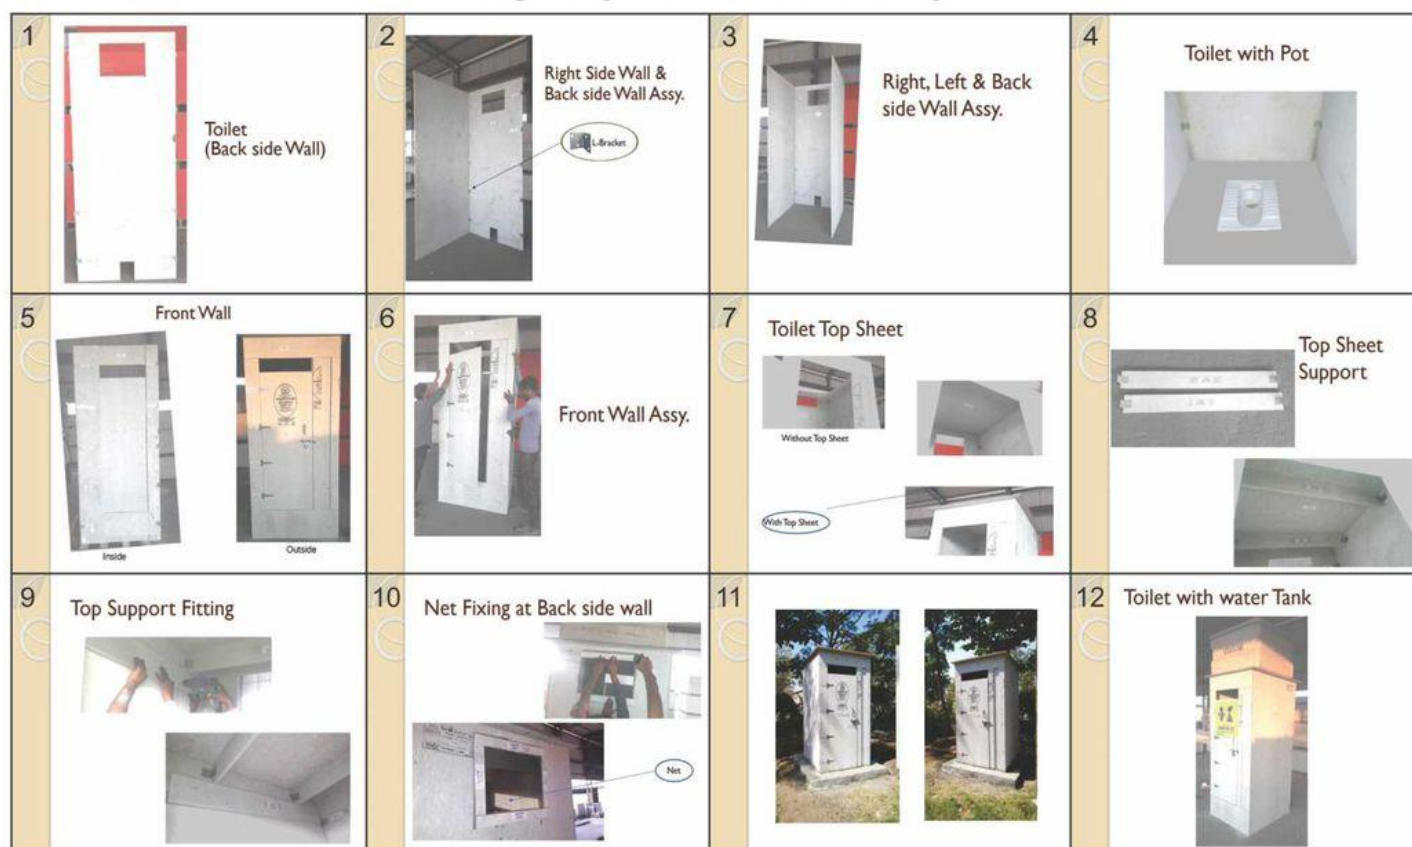 1
Toilet
(Back side Wall)
2
Right Side Wall &
Back side Wall Assy.
L-Bracket
3
Right, Left & Back
side Wall Assy.
4
Toilet with Pot
5
Front Wall
Inside
Outside
6
Front Wall Assy.
7
Toilet Top Sheet
Without Top Sheet
With Top Sheet
8
Top Sheet
Support
9
Top Support Fitting
10
Net Fixing at Back side wall
Net
11
12
Toilet with water Tank